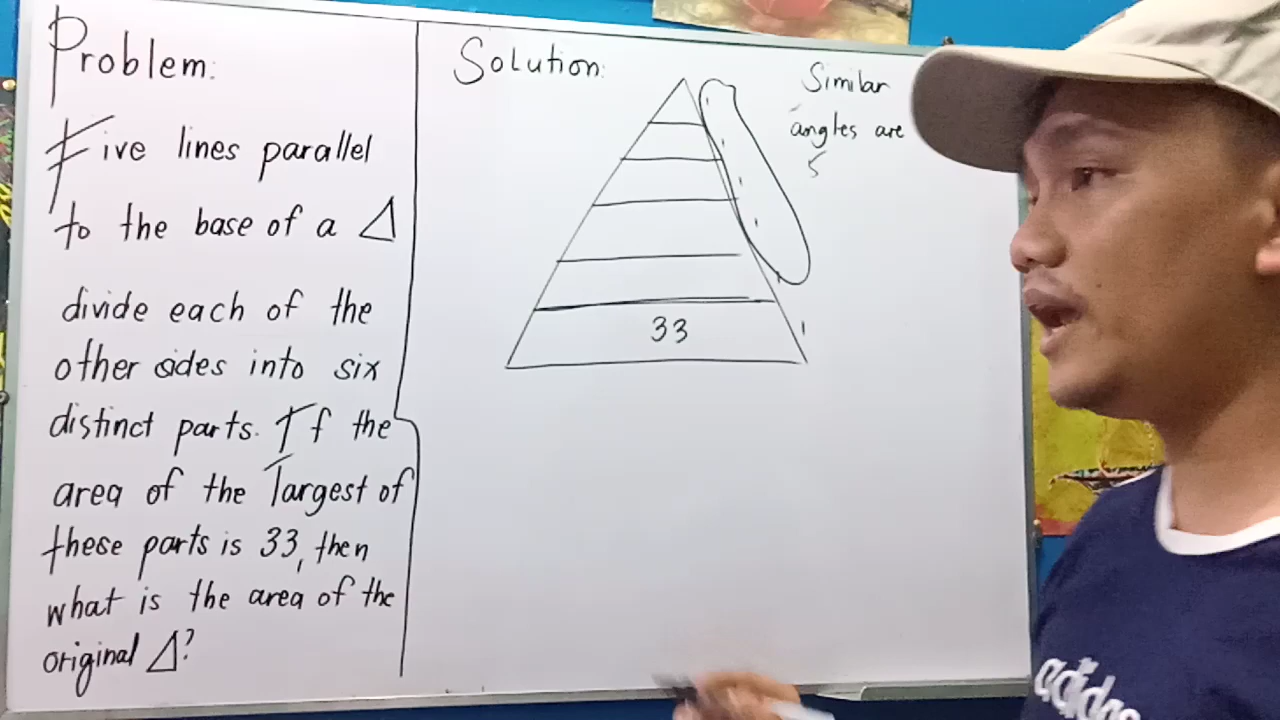 Problem:
Five lines parallel
to the base of a Δ
divide each of the
other sides into six
distinct parts. If the
area of the largest of
these parts is 33, then
what is the area of the
original Δ?
Solution:
Similar
angles are
5
33
adidas